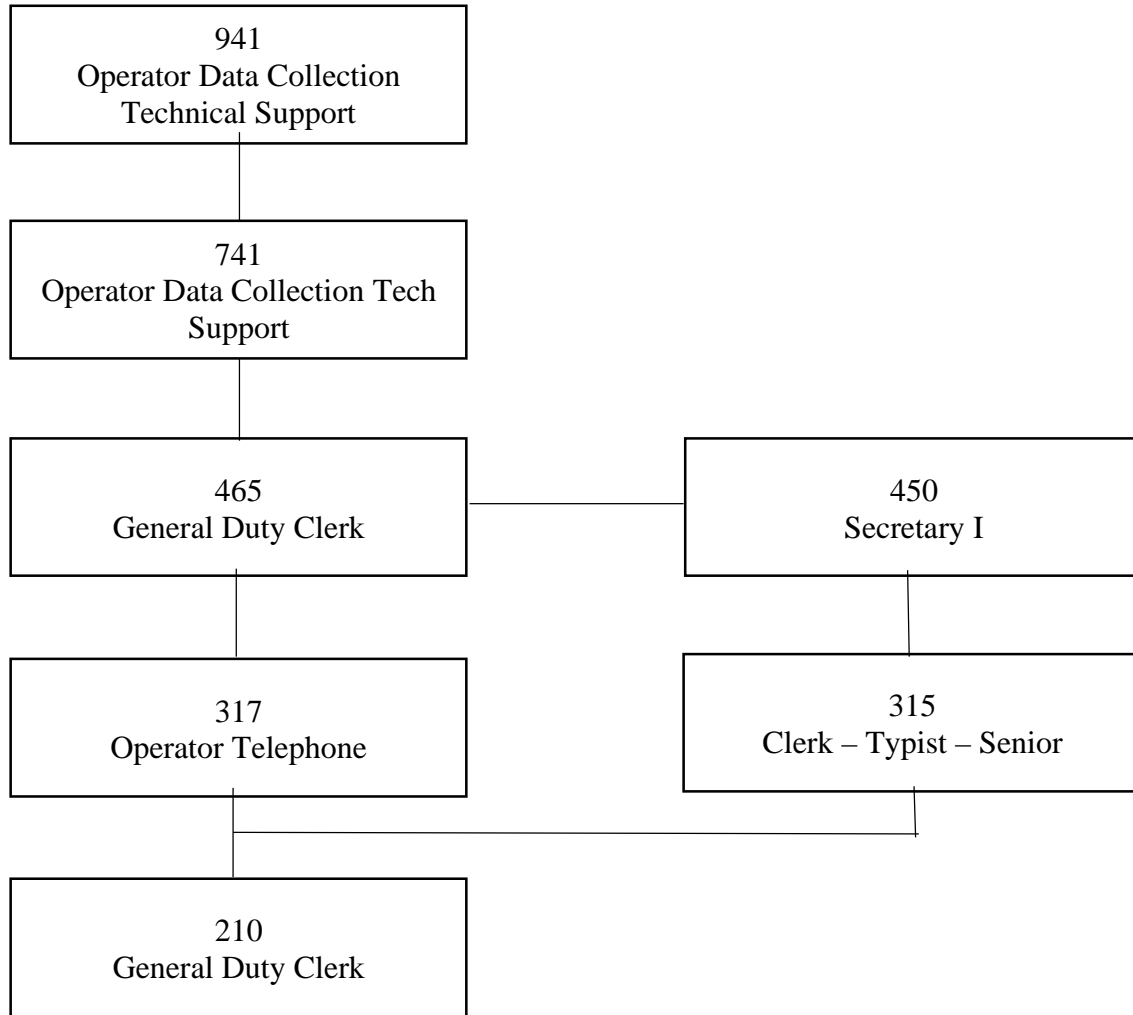 941
Operator Data Collection
Technical Support
741
Operator Data Collection Tech
Support
465
General Duty Clerk
450
Secretary I
317
Operator Telephone
315
Clerk – Typist – Senior
210
General Duty Clerk